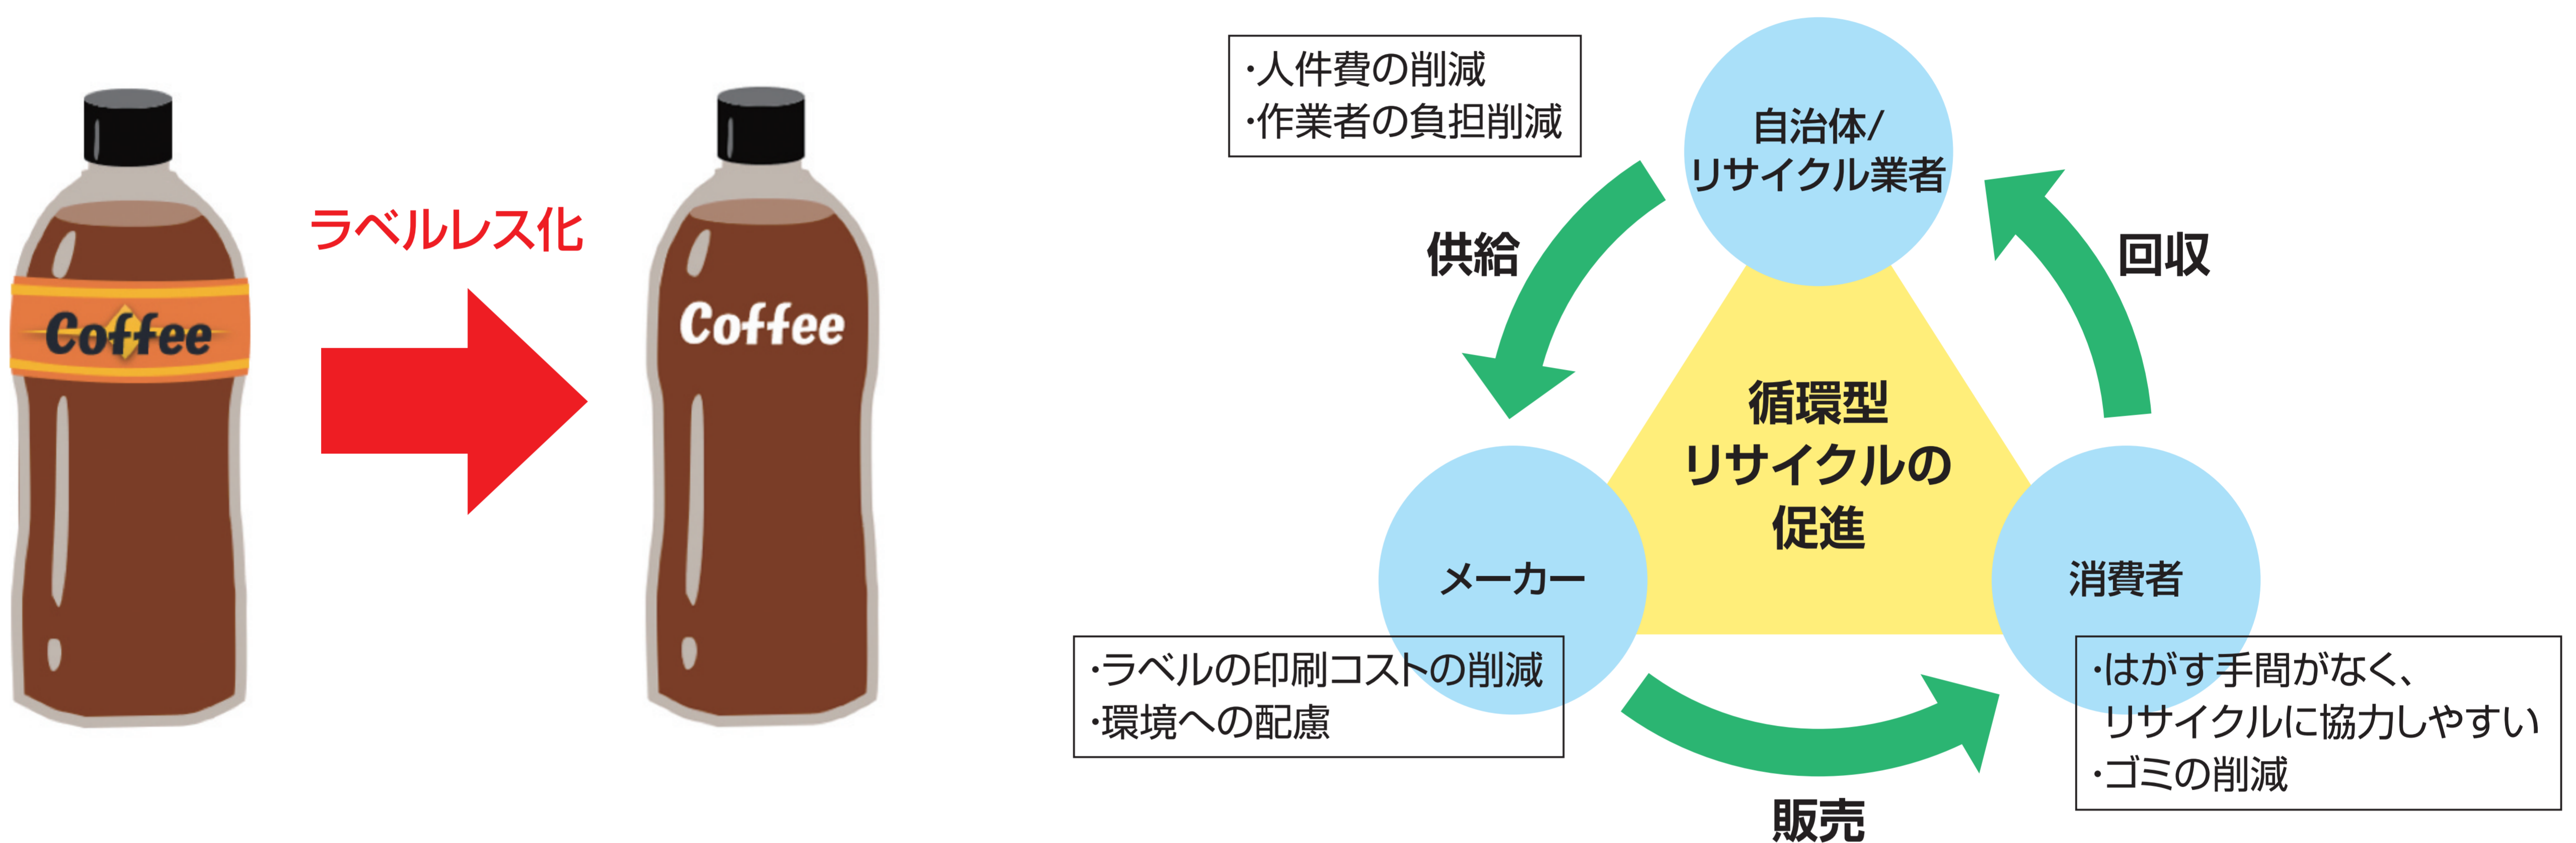 Coffee
ラベルレス化
Coffee
・人件費の削減
・作業者の負担削減
自治体/
リサイクル業者
供給
回収
循環型
リサイクルの
促進
メーカー
消費者
・ラベルの印刷コストの削減
・環境への配慮
・はがす手間がなく、
リサイクルに協力しやすい
・ゴミの削減
販売